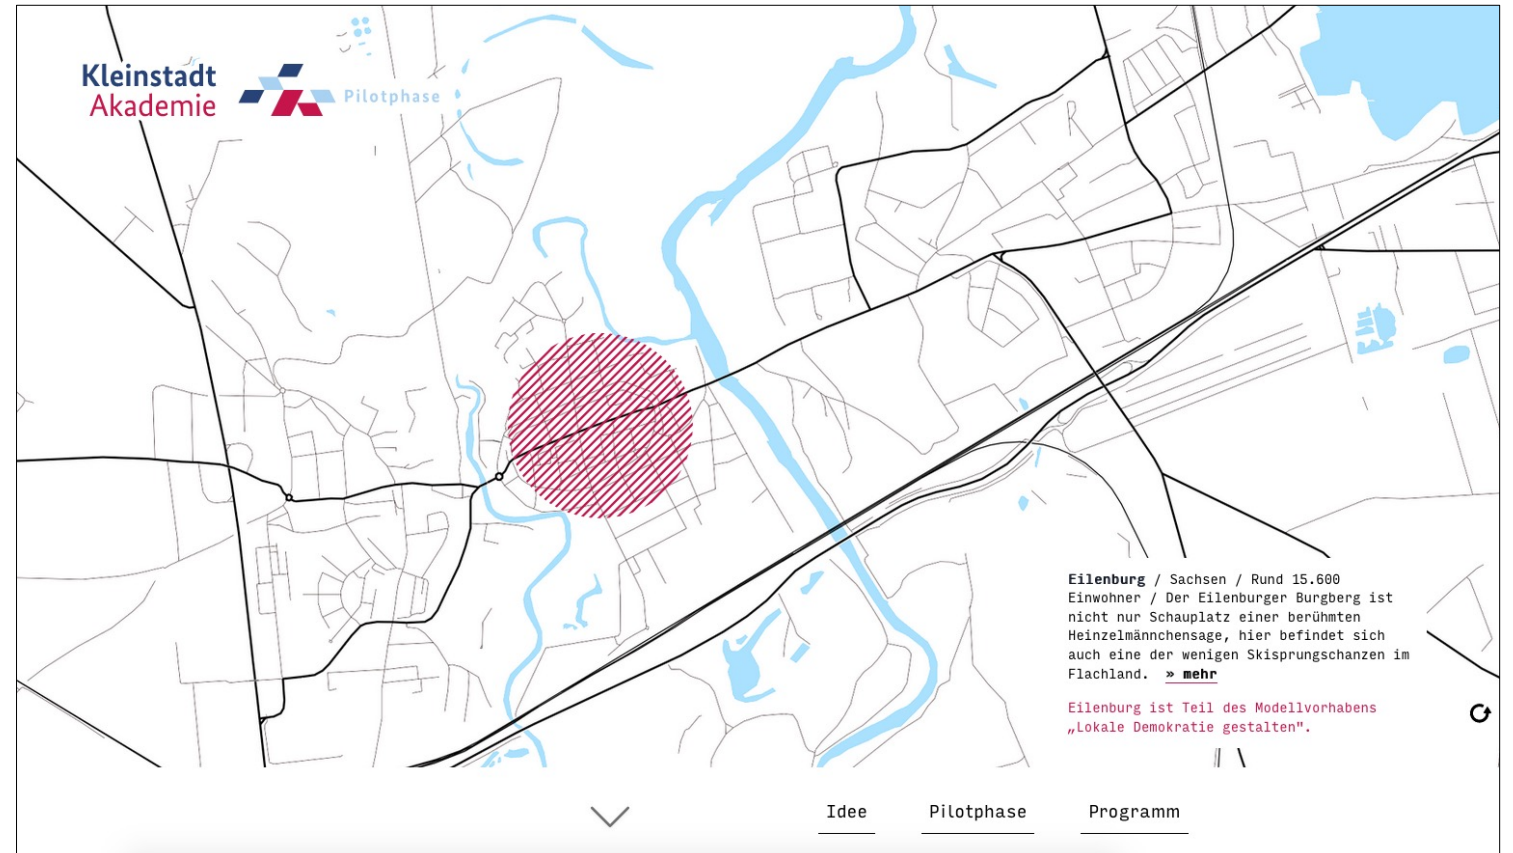 Kleinstadt
Akademie
Pilotphase
Eilenburg / Sachsen / Rund 15.600
Einwohner / Der Eilenburger Burgberg ist
nicht nur Schauplatz einer berühmten
Heinzelmännchensage, hier befindet sich
auch eine der wenigen Skisprungschanzen im
Flachland. » mehr
Eilenburg ist Teil des Modellvorhabens
„Lokale Demokratie gestalten".
Idee
Pilotphase
Programm